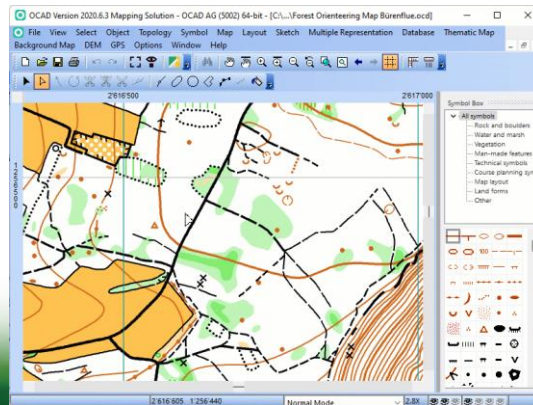 OCAD Version 2020.6.3 Mapping Solution - OCAD AG (5002) 64-bit - [C:\...\Forest Orienteering Map Bürenflue.ocd]
File View Select Object Topology Symbol Map Layout Sketch Multiple Representation Database Thematic Map
Background Map DEM GPS Options Window Help
2'616'500
2'617'000
Symbol Box
All symbols
Rock and boulders
Water and marsh
Vegetation
Man-made features
Technical symbols
Course planning sy
Map layout
Land forms
Other
100
2'616'605 1'256'440
Normal Mode
2.8X